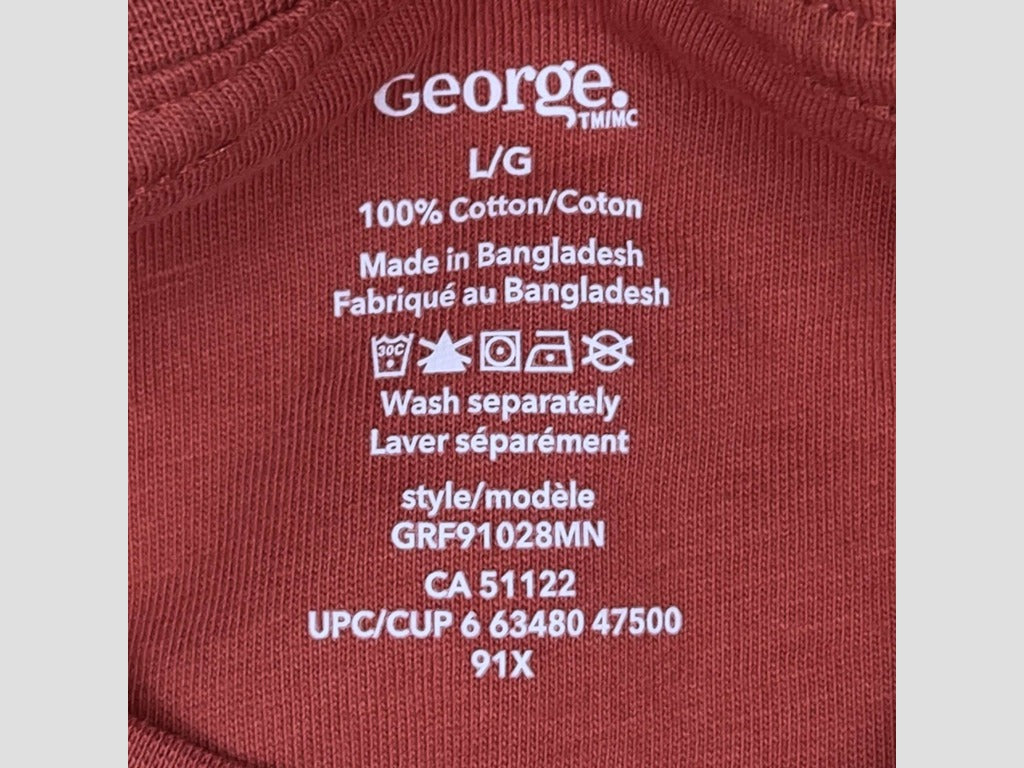 George.
TM/MC
L/G
100% Cotton/Coton
Made in Bangladesh
Fabriqué au Bangladesh
30C
Wash separately
Laver séparément
style/modèle
GRF91028MN
CA 51122
UPC/CUP 6 63480 47500
91X